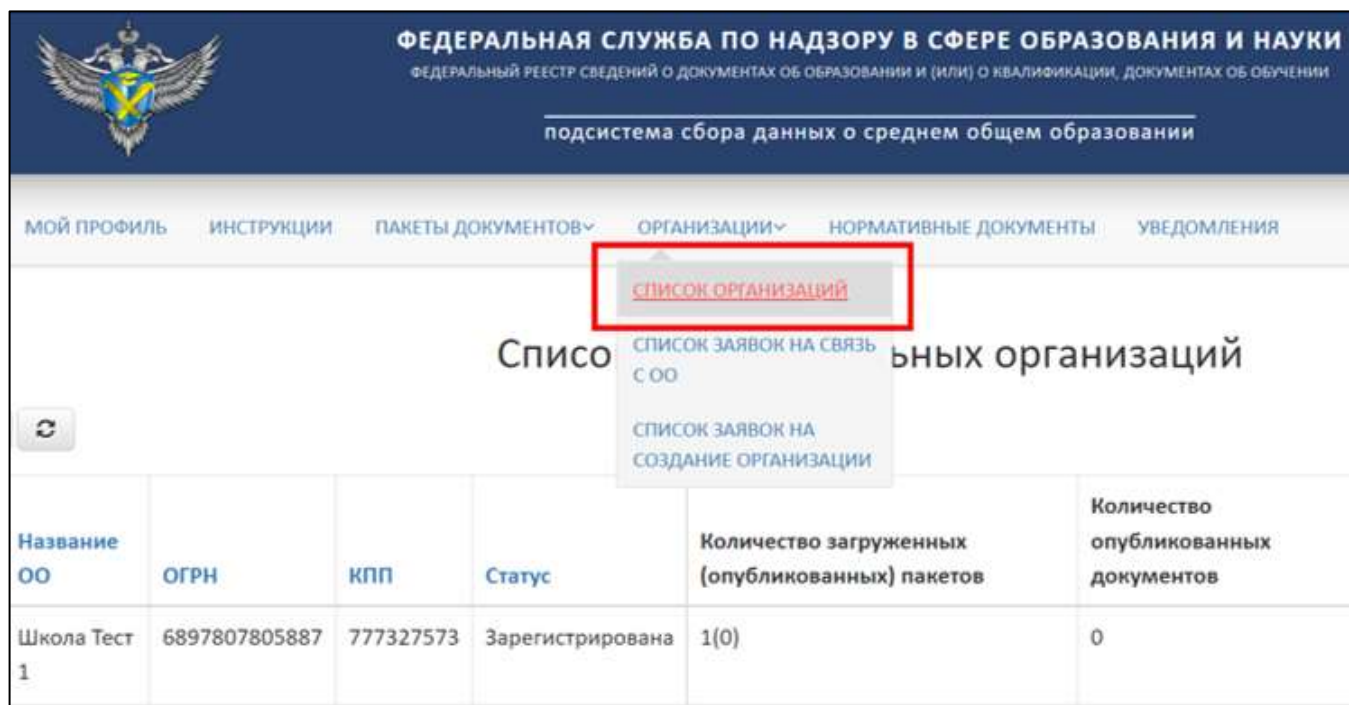 ФЕДЕРАЛЬНАЯ СЛУЖБА ПО НАДЗОРУ В СФЕРЕ ОБРАЗОВАНИЯ И НАУКИ
ФЕДЕРАЛЬНЫЙ РЕЕСТР СВЕДЕНИЙ О ДОКУМЕНТАХ ОБ ОБРАЗОВАНИИ И (ИЛИ) О КВАЛИФИКАЦИИ, ДОКУМЕНТАХ ОБ ОБУЧЕНИИ
подсистема сбора данных о среднем общем образовании
МОЙ ПРОФИЛЬ ИНСТРУКЦИИ ПАКЕТЫ ДОКУМЕНТОВ ОРГАНИЗАЦИИ НОРМАТИВНЫЕ ДОКУМЕНТЫ УВЕДОМЛЕНИЯ
СПИСОК ОРГАНИЗАЦИЙ
СПИСОК ЗАЯВОК НА СВЯЗЬ
С ОО
СПИСОК ЗАЯВОК НА
СОЗДАНИЕ ОРГАНИЗАЦИИ
Списо ьных организаций
Название
ОО
ОГРН
КПП
Статус
Количество загруженных
(опубликованных) пакетов
Количество
опубликованных
документов
Школа Тест
1
6897807805887
777327573
Зарегистрирована
1(0)
0